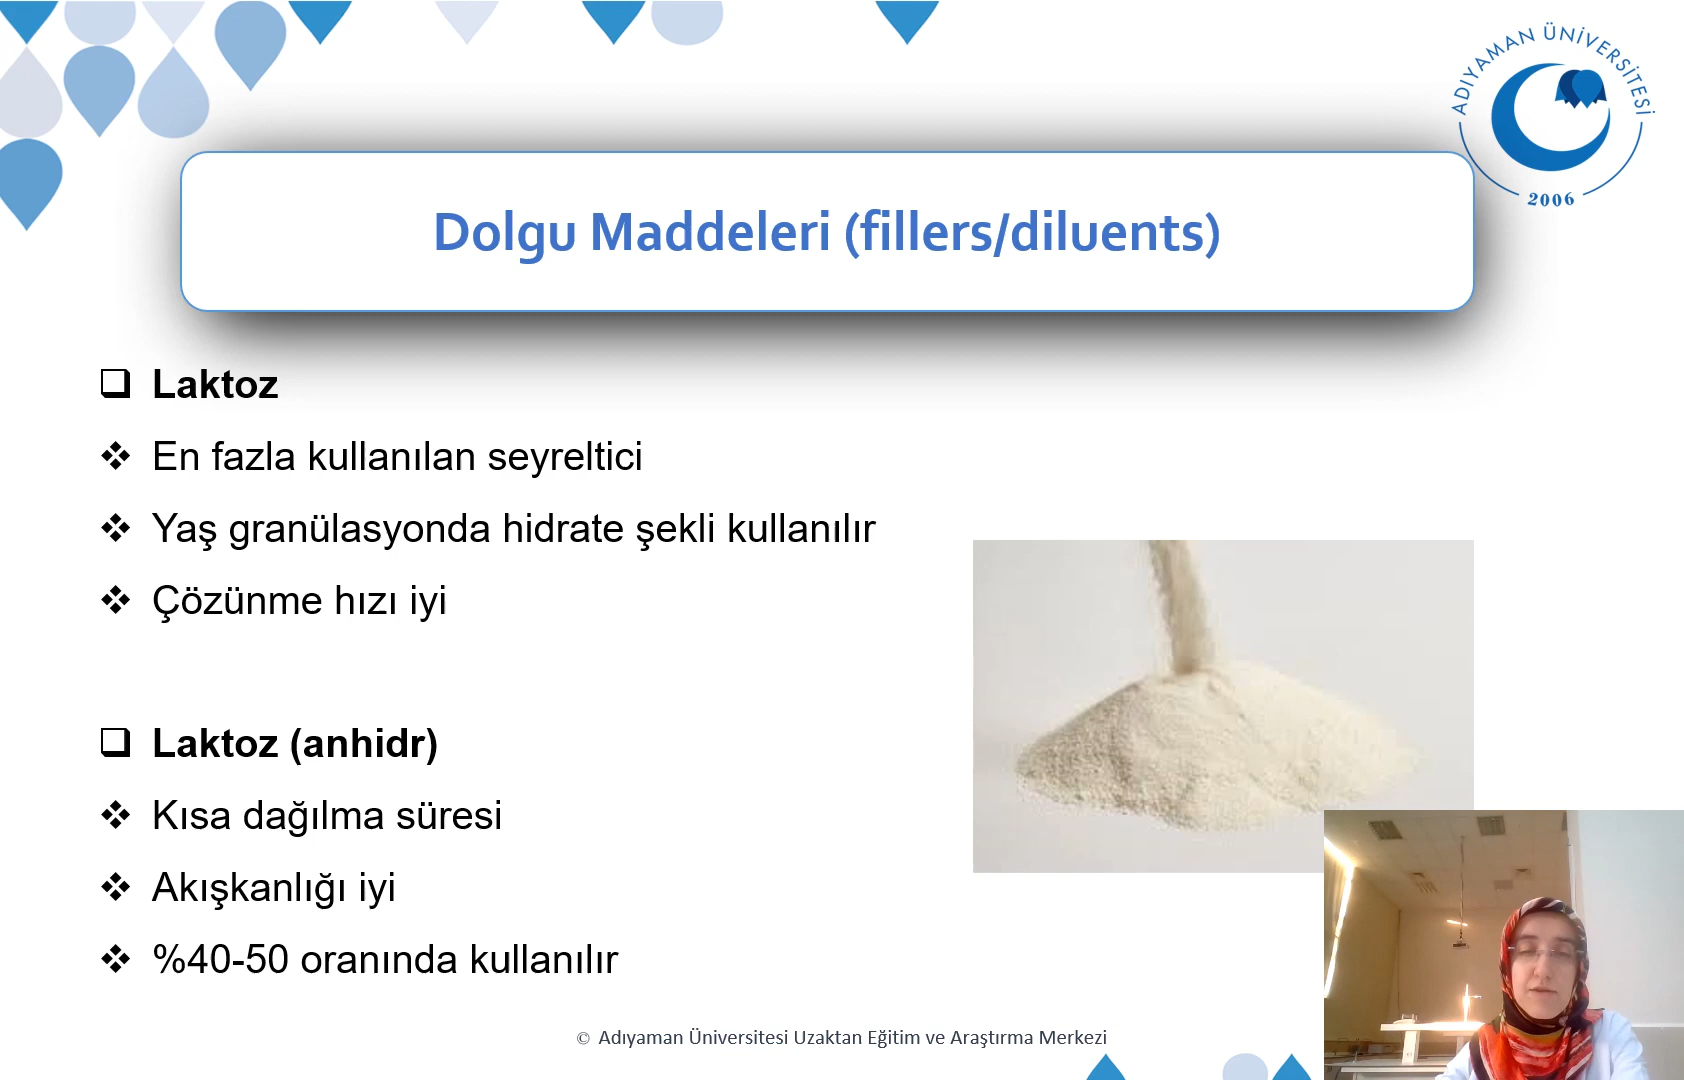 ADIYAMAN ÜNİVERSİTESİ
2006
Dolgu Maddeleri (fillers/diluents)
Laktoz
En fazla kullanılan seyreltici
Yaş granülasyonda hidrate şekli kullanılır
Çözünme hızı iyi
Laktoz (anhidr)
Kısa dağılma süresi
Akışkanlığı iyi
%40-50 oranında kullanılır
© Adıyaman Üniversitesi Uzaktan Eğitim ve Araştırma Merkezi